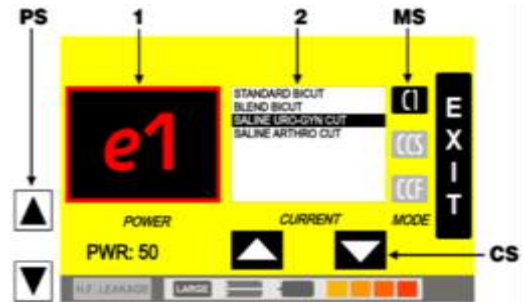 PS 1 2 MS
e1
STANDARD BICUT
BLEND BICUT
SALINE URO-GYN CUT
SALINE ARTHRO CUT
C1
CCS
CCF
EXIT
POWER CURRENT MODE
PWR: 50
CS
H.F. LEAKAGE LARGE